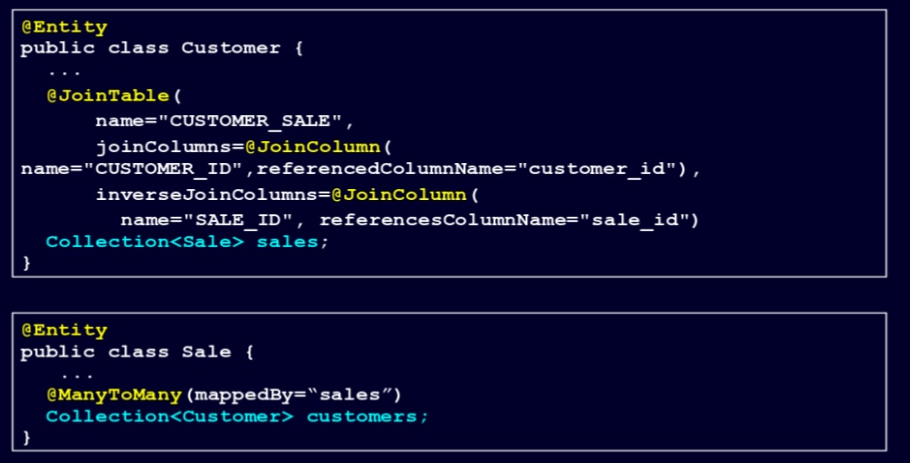 @Entity
public class Customer {
...
@JoinTable(
name="CUSTOMER_SALE",
joinColumns=@JoinColumn(
name="CUSTOMER_ID",referencedColumnName="customer_id"),
inverseJoinColumns=@JoinColumn(
name="SALE_ID", referencesColumnName="sale_id")
Collection<Sale> sales;
}
@Entity
public class Sale {
...
@ManyToMany(mappedBy=“sales”)
Collection<Customer> customers;
}